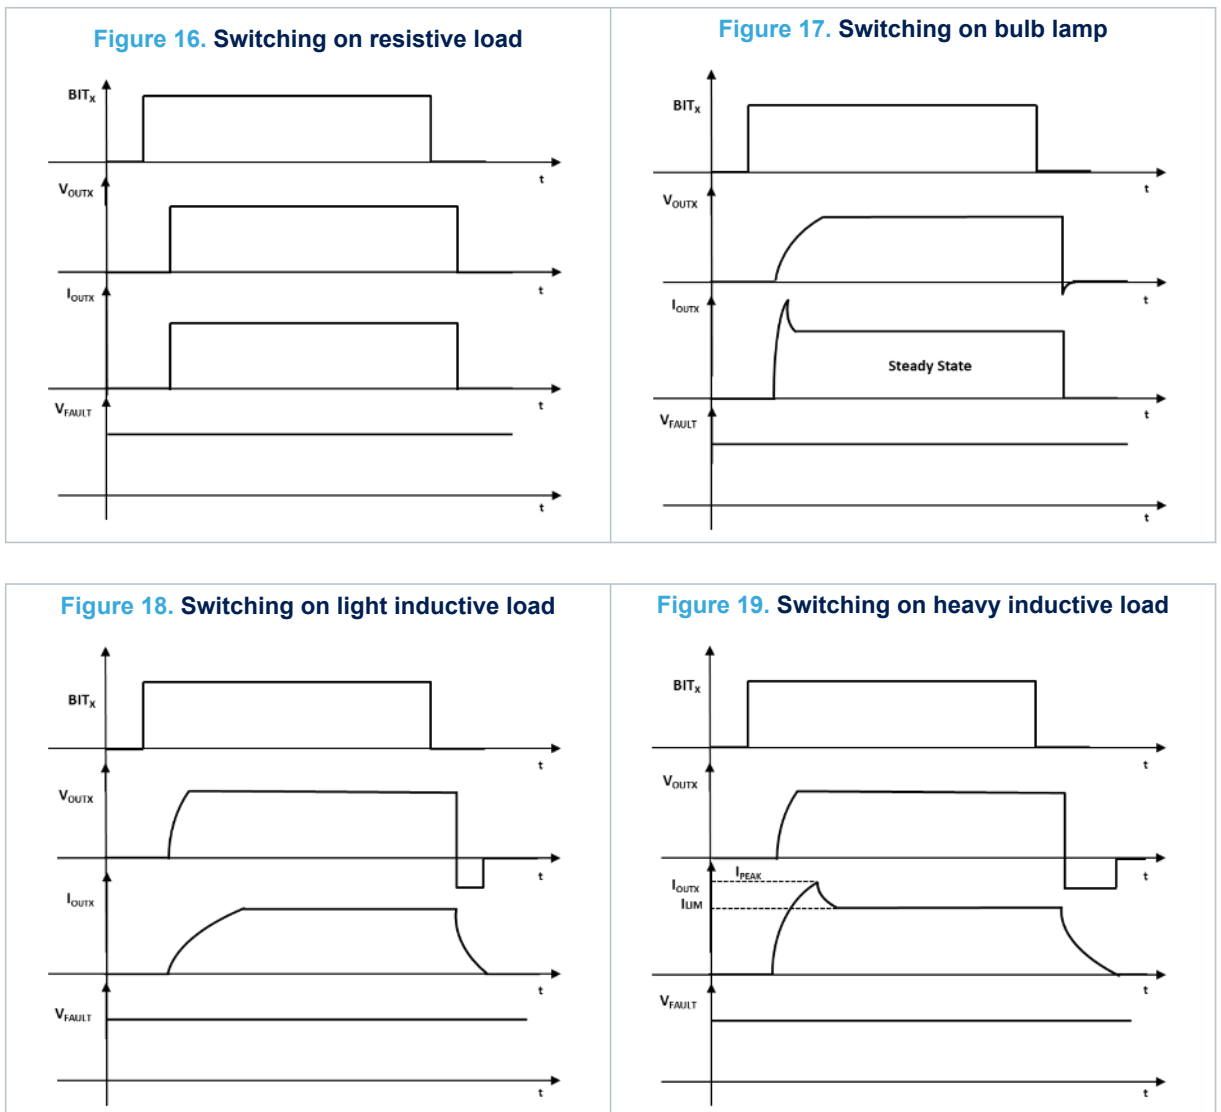 Figure 16. Switching on resistive load
BITX
t
VOUTX
t
IOUTX
t
VFAULT
t
Figure 17. Switching on bulb lamp
BITX
t
VOUTX
t
IOUTX
Steady State
t
VFAULT
t
Figure 18. Switching on light inductive load
BITX
t
VOUTX
t
IOUTX
t
VFAULT
t
Figure 19. Switching on heavy inductive load
BITX
t
VOUTX
t
IPEAK
IOUTX
ILIM
t
VFAULT
t